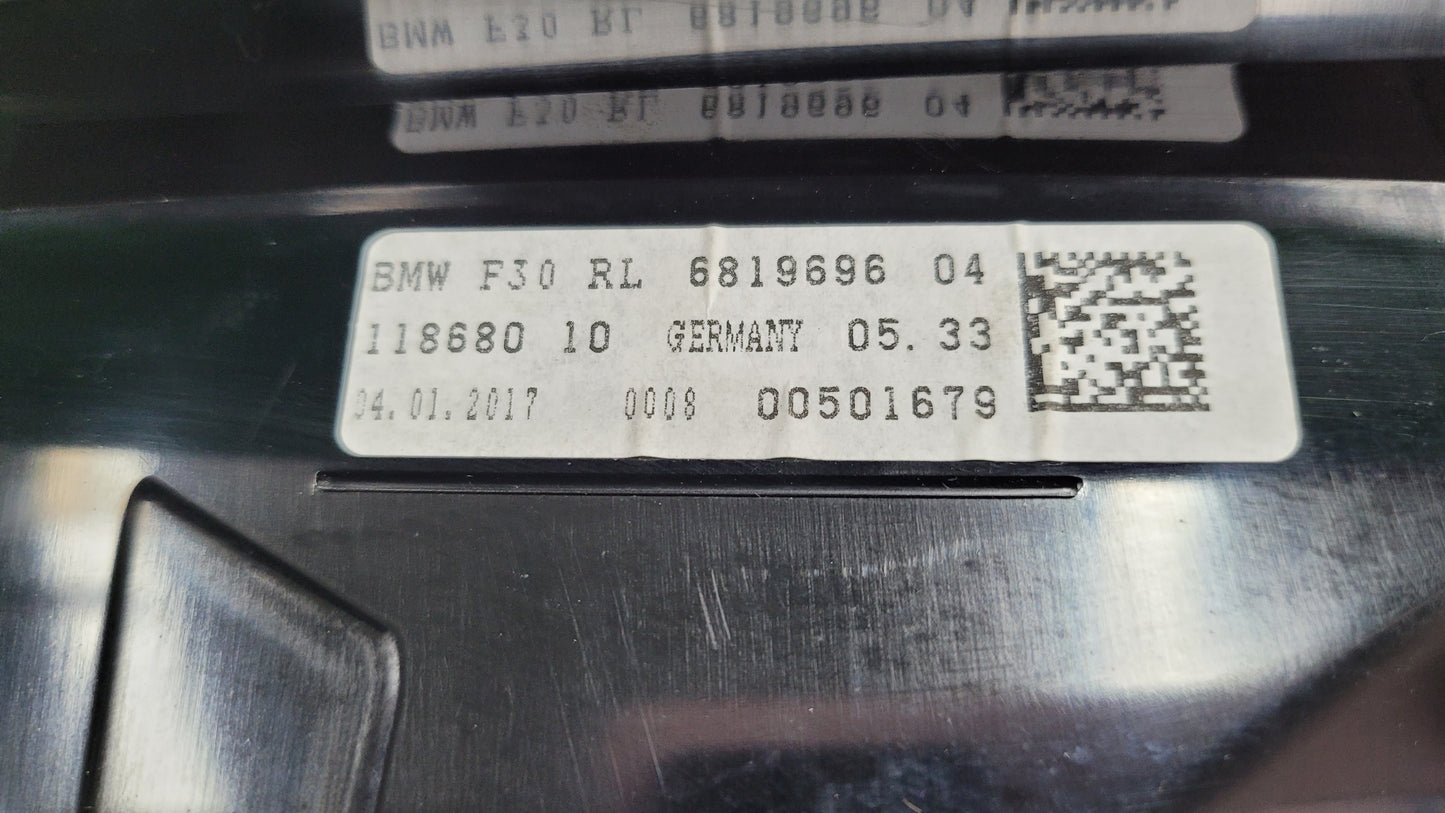 BMW F30 RL 6819696 04
118680 10 GERMANY 05.33
04.01.2017 0008 00501679